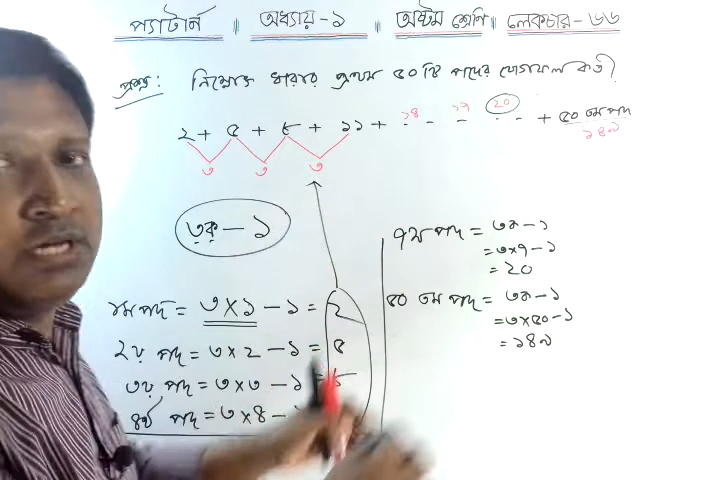 প্যাটার্ন || অধ্যায় - ১ || অষ্টম শ্রেণি || লেকচার - ৬৬
প্রশ্ন : নিম্নোক্ত ধারার প্রথম ৫০টি পদের যোগফল কত?
২ + ৫ + ৮ + ১১ + ১৪ - ১৭ - ২০ - - + ৫০ তম পদ
৩ ৩ ৩ ১৪৯
৩ক - ১
১ম পদ = ৩ × ১ - ১ = ২
২য় পদ = ৩ × ২ - ১ = ৫
৩য় পদ = ৩ × ৩ - ১ = ৮
৪র্থ পদ = ৩ × ৪ - ১
৭ম পদ = ৩ক - ১
= ৩×৭ - ১
= ২০
৫০ তম পদ = ৩ক - ১
= ৩×৫০ - ১
= ১৪৯